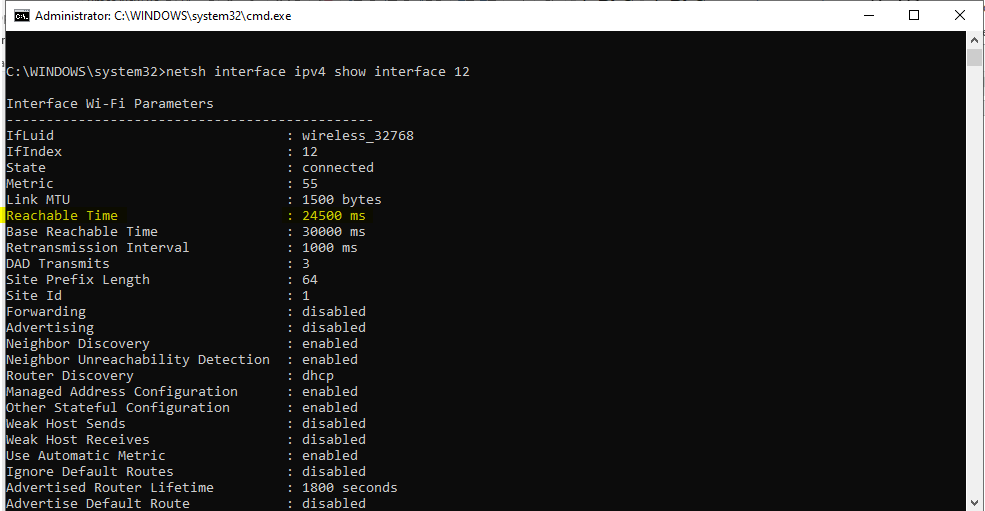 Administrator: C:\WINDOWS\system32\cmd.exe
C:\WINDOWS\system32>netsh interface ipv4 show interface 12
Interface Wi-Fi Parameters
----------------------------------------------
IfLuid : wireless_32768
IfIndex : 12
State : connected
Metric : 55
Link MTU : 1500 bytes
Reachable Time : 24500 ms
Base Reachable Time : 30000 ms
Retransmission Interval : 1000 ms
DAD Transmits : 3
Site Prefix Length : 64
Site Id : 1
Forwarding : disabled
Advertising : disabled
Neighbor Discovery : enabled
Neighbor Unreachability Detection : enabled
Router Discovery : dhcp
Managed Address Configuration : enabled
Other Stateful Configuration : enabled
Weak Host Sends : disabled
Weak Host Receives : disabled
Use Automatic Metric : enabled
Ignore Default Routes : disabled
Advertised Router Lifetime : 1800 seconds
Advertise Default Route : disabled